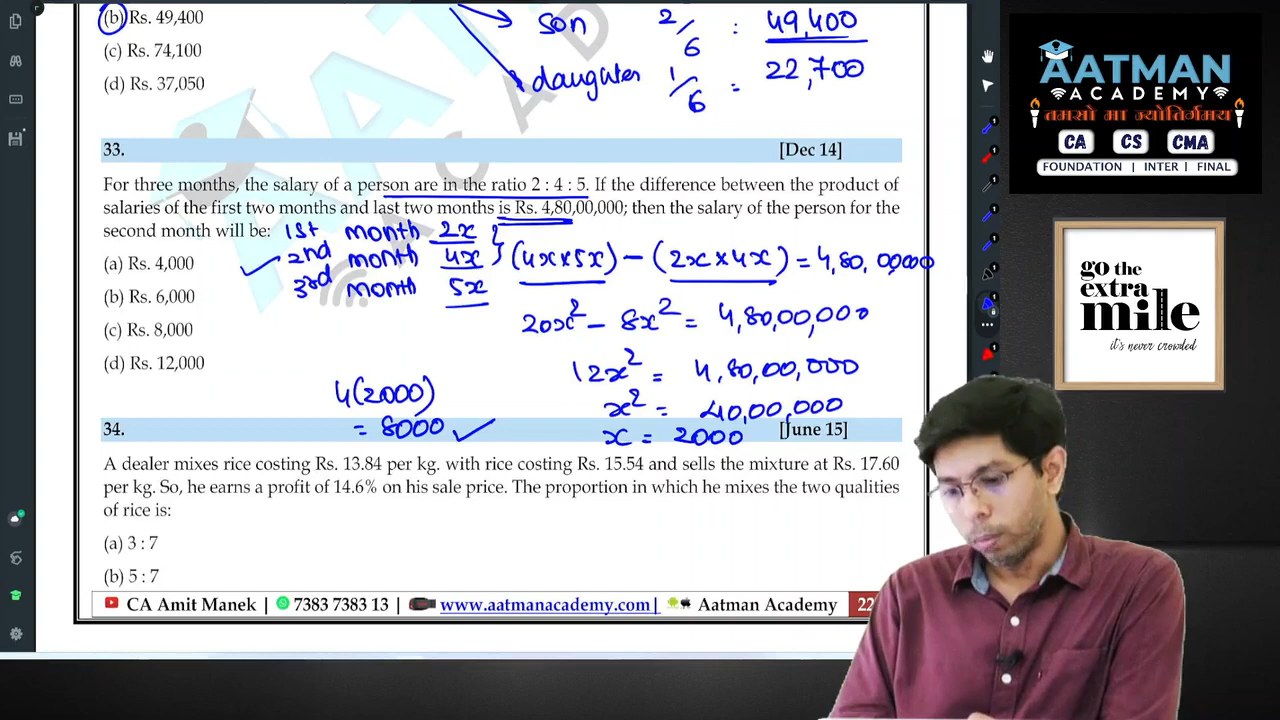 (b) Rs. 49,400
son 2/6 : 49,400
(c) Rs. 74,100
daughter 1/6 = 22,700
(d) Rs. 37,050
33. [Dec 14]
For three months, the salary of a person are in the ratio 2 : 4 : 5. If the difference between the product of
salaries of the first two months and last two months is Rs. 4,80,00,000; then the salary of the person for the
second month will be:
1st month 2x
2nd month 4x
3rd month 5x
(4x×5x) – (2x×4x) = 4,80,00,000
(a) Rs. 4,000
(b) Rs. 6,000
(c) Rs. 8,000
(d) Rs. 12,000
20x² – 8x² = 4,80,00,000
12x² = 4,80,00,000
x² = 40,00,000
x = 2000
4(2000)
= 8000
34. [June 15]
A dealer mixes rice costing Rs. 13.84 per kg. with rice costing Rs. 15.54 and sells the mixture at Rs. 17.60
per kg. So, he earns a profit of 14.6% on his sale price. The proportion in which he mixes the two qualities
of rice is:
(a) 3 : 7
(b) 5 : 7
CA Amit Manek | 7383 7383 13 | www.aatmanacademy.com| Aatman Academy 22
AATMAN
ACADEMY
तमसो मा ज्योतिर्गमय
CA CS CMA
FOUNDATION | INTER | FINAL
go the
extra
mile
it's never crowded